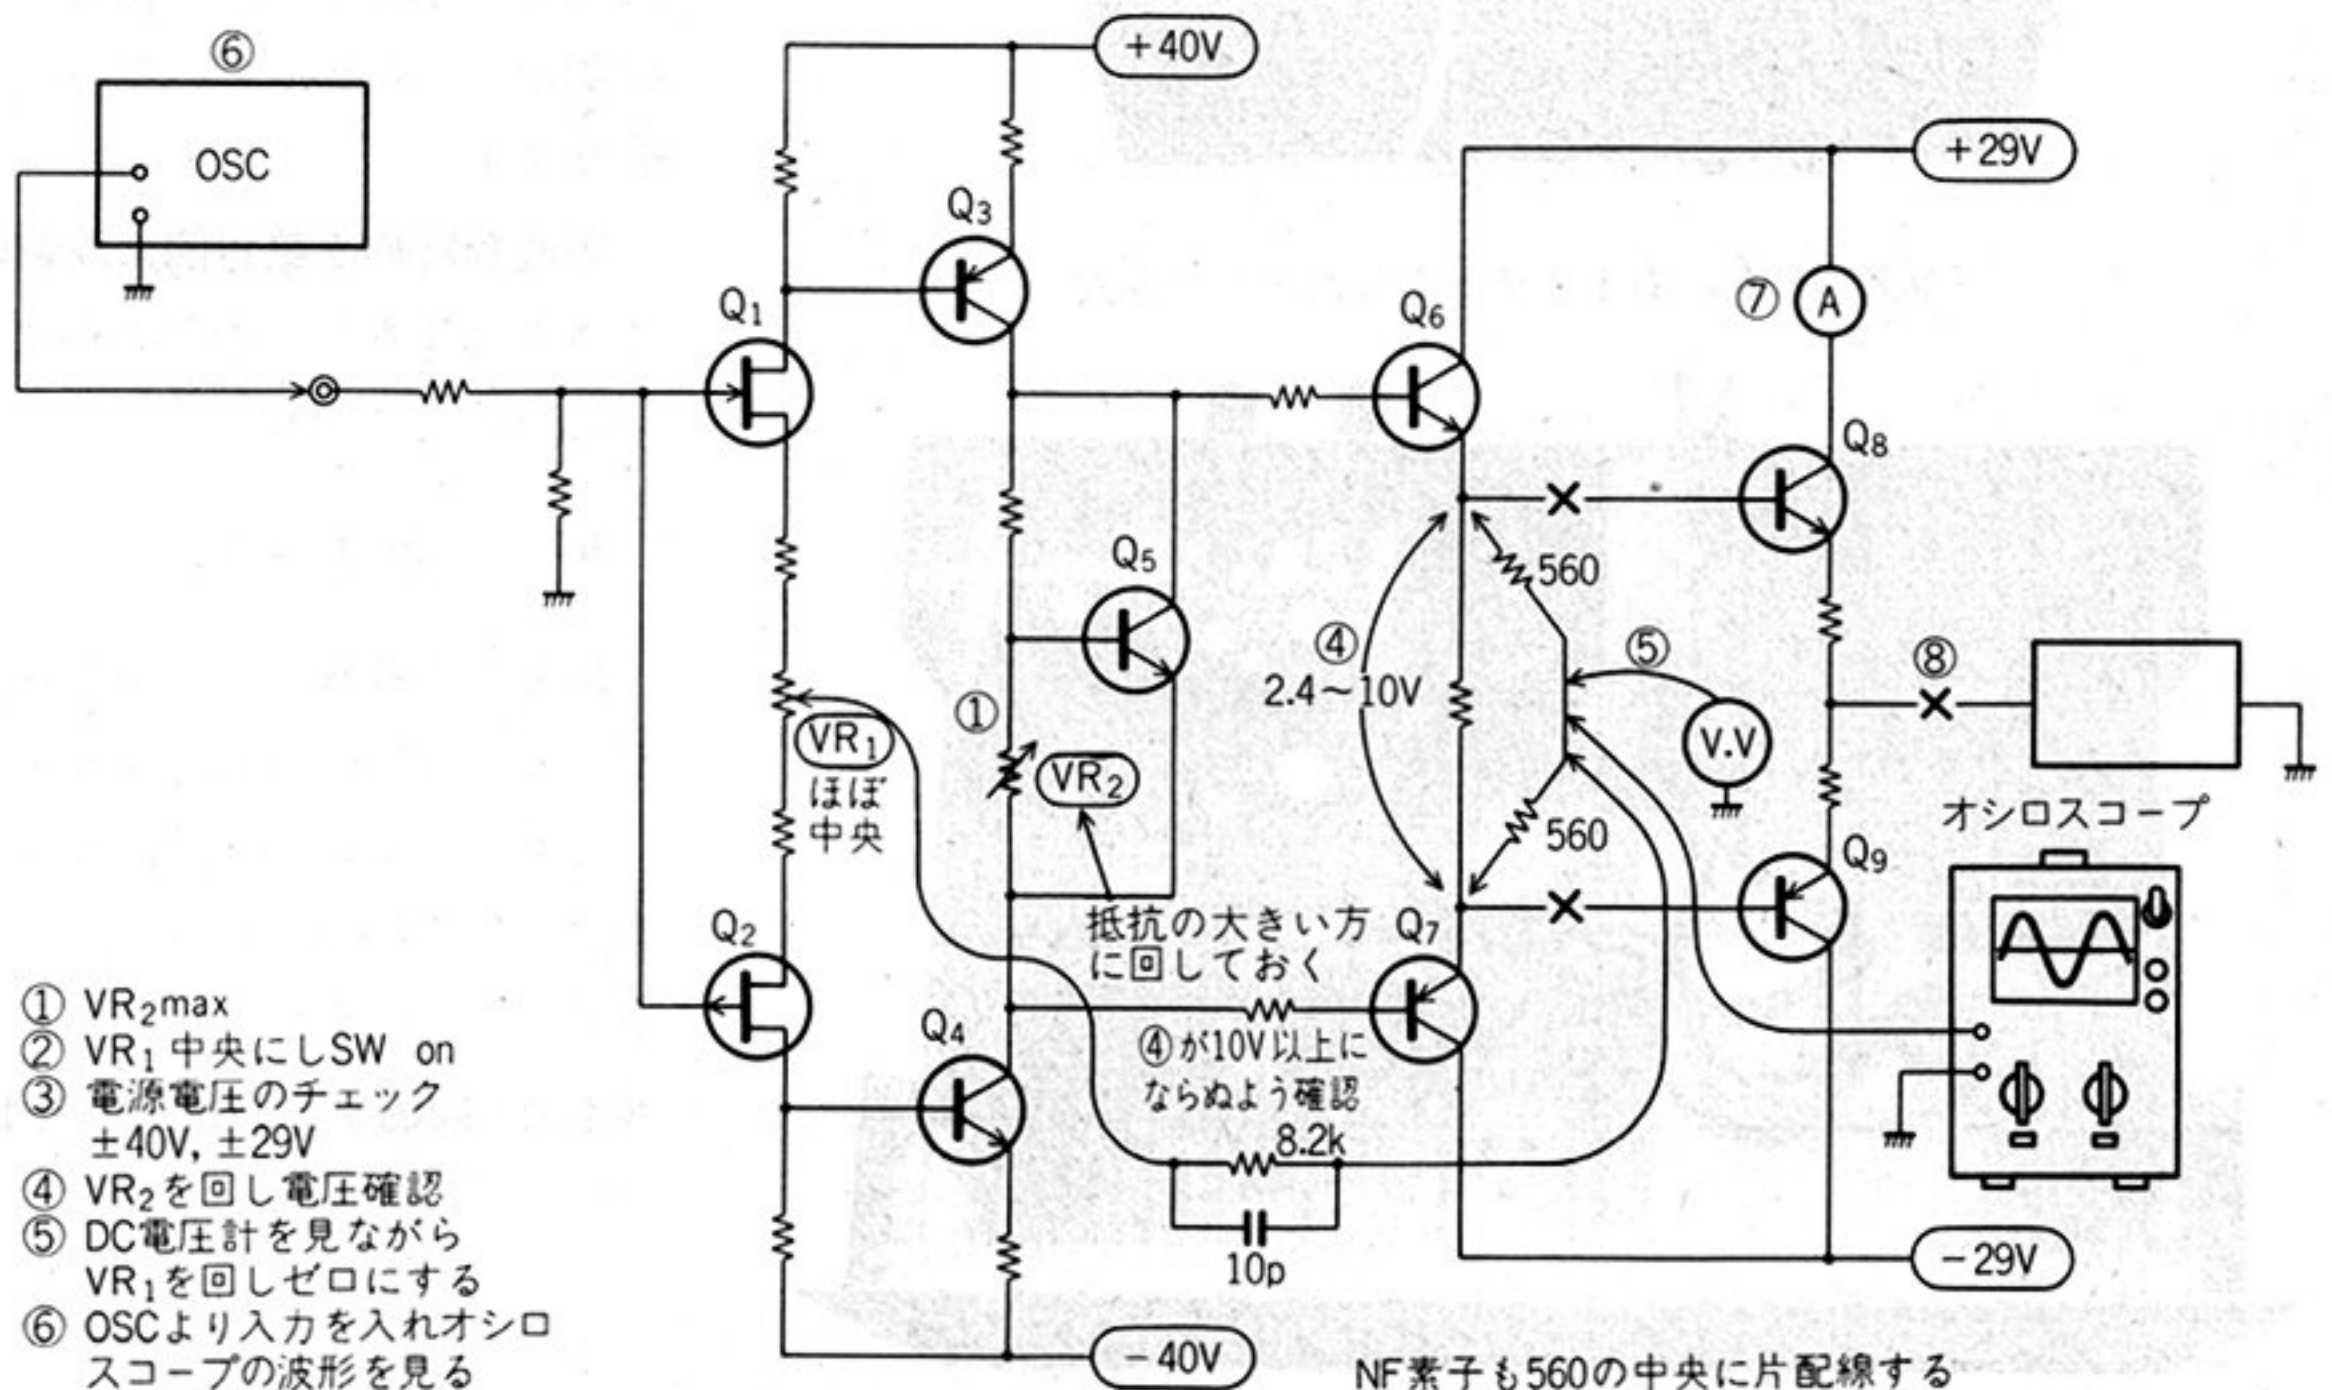 ⑥
OSC
+40V
+29V
Q3
Q1
Q6
⑦
A
Q8
Q5
560
④
2.4～10V
⑤
⑧
①
VR1
ほぼ
中央
VR2
V.V
560
オシロスコープ
Q9
抵抗の大きい方
に回しておく
Q7
Q2
Q4
④が10V以上に
ならぬよう確認
8.2k
10p
-29V
-40V
① VR2max
② VR1中央にしSW on
③ 電源電圧のチェック
±40V, ±29V
④ VR2を回し電圧確認
⑤ DC電圧計を見ながら
VR1を回しゼロにする
⑥ OSCより入力を入れオシロ
スコープの波形を見る
NF素子も560の中央に片配線する